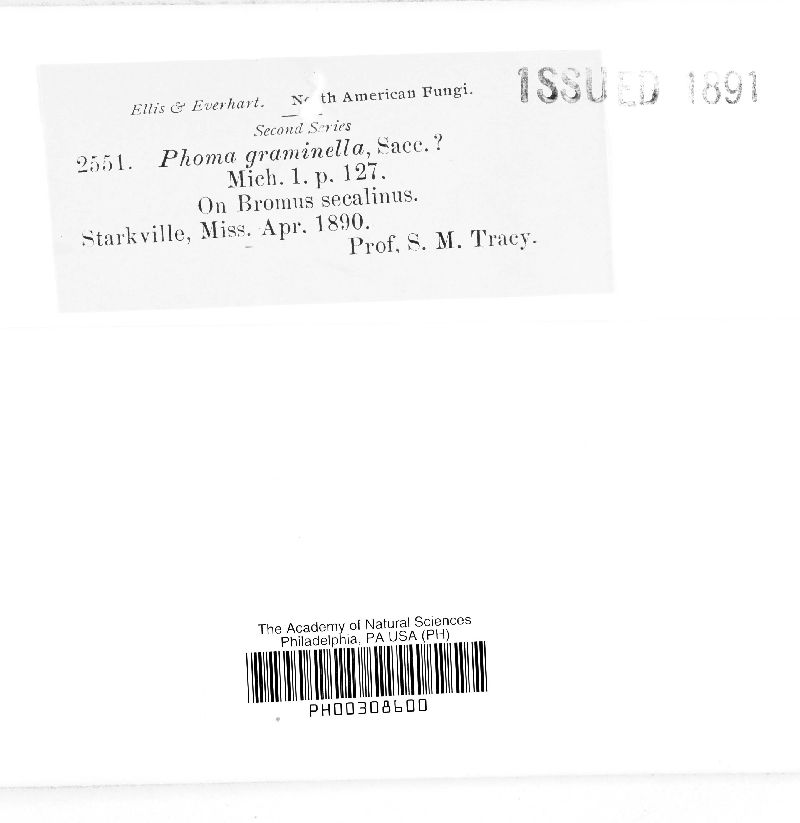 Ellis & Everhart. North American Fungi.
ISSUED 1891
Second Series
2551. Phoma graminella, Sacc.?
Mich. 1. p. 127.
On Bromus secalinus.
Starkville, Miss. Apr. 1890.
Prof. S. M. Tracy.
The Academy of Natural Sciences
Philadelphia, PA USA (PH)
PH00308600